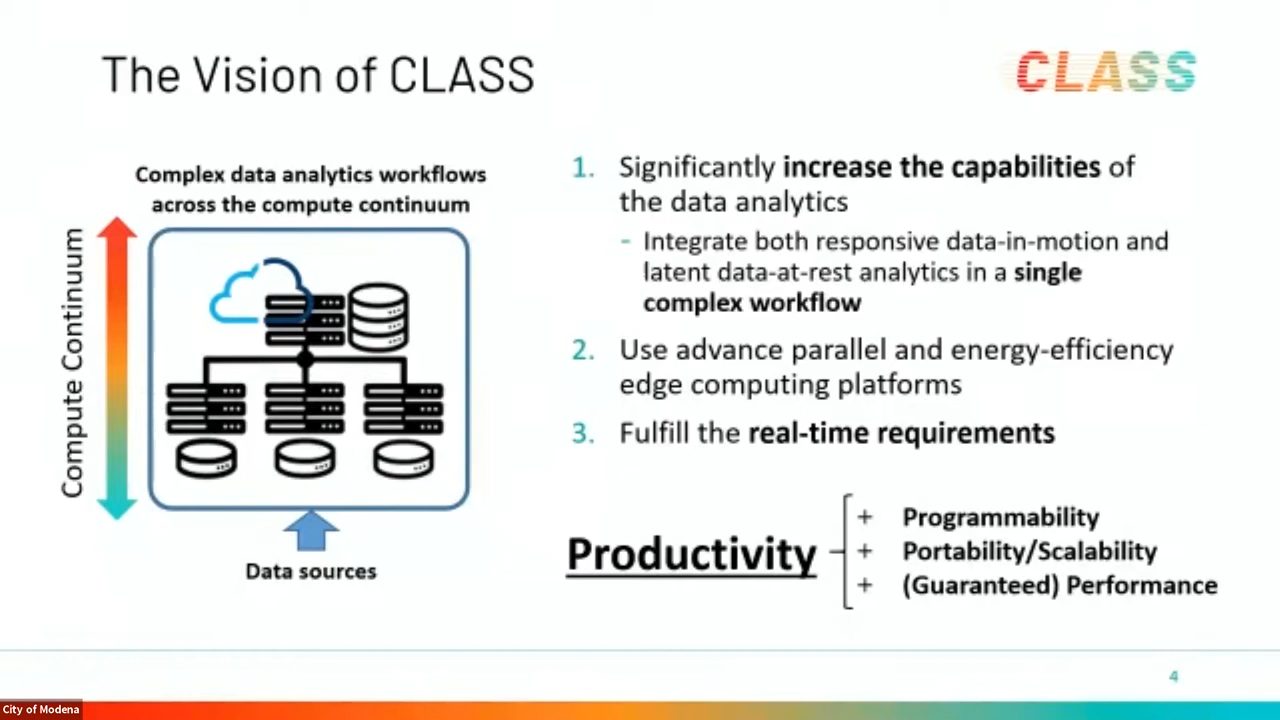 The Vision of CLASS
CLASS
Complex data analytics workflows
across the compute continuum
Compute Continuum
Data sources
1. Significantly increase the capabilities of
the data analytics
- Integrate both responsive data-in-motion and
latent data-at-rest analytics in a single
complex workflow
2. Use advance parallel and energy-efficiency
edge computing platforms
3. Fulfill the real-time requirements
Productivity
+ Programmability
+ Portability/Scalability
+ (Guaranteed) Performance
4
City of Modena